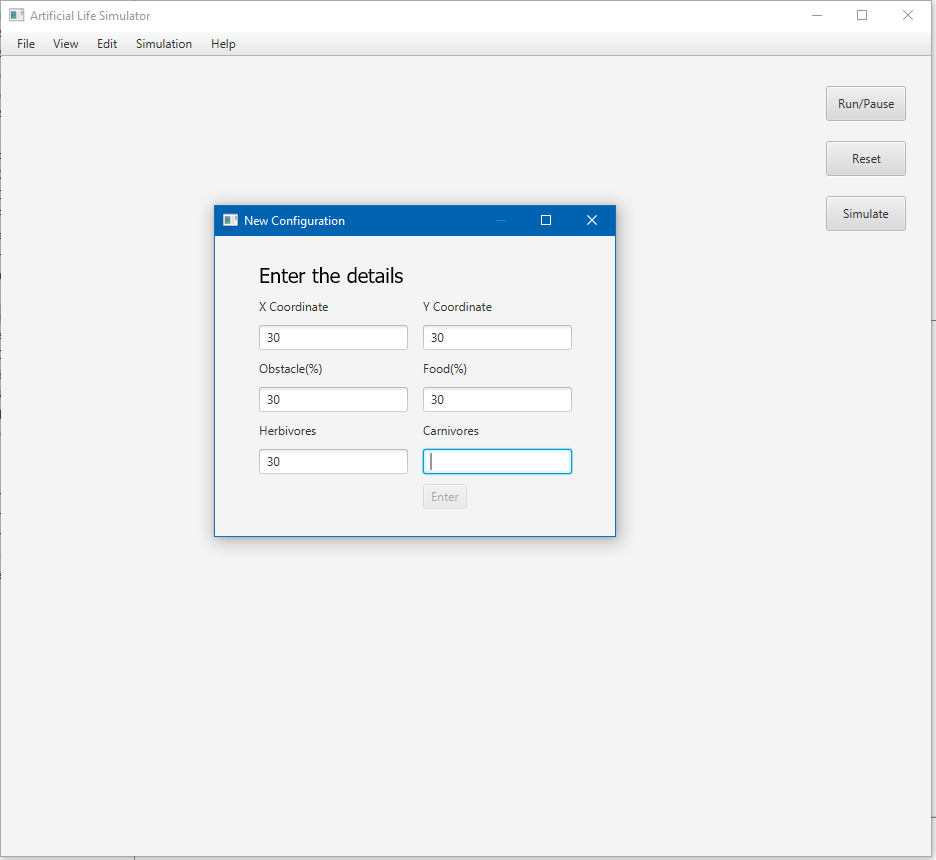 Artificial Life Simulator
File View Edit Simulation Help
Run/Pause
Reset
Simulate
New Configuration
Enter the details
X Coordinate Y Coordinate
30 30
Obstacle(%) Food(%)
30 30
Herbivores Carnivores
30
Enter